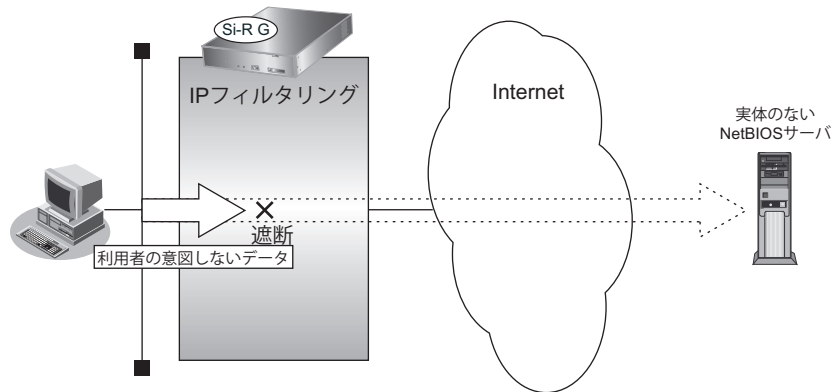 Si-R G
IPフィルタリング
Internet
実体のない
NetBIOSサーバ
遮断
利用者の意図しないデータ